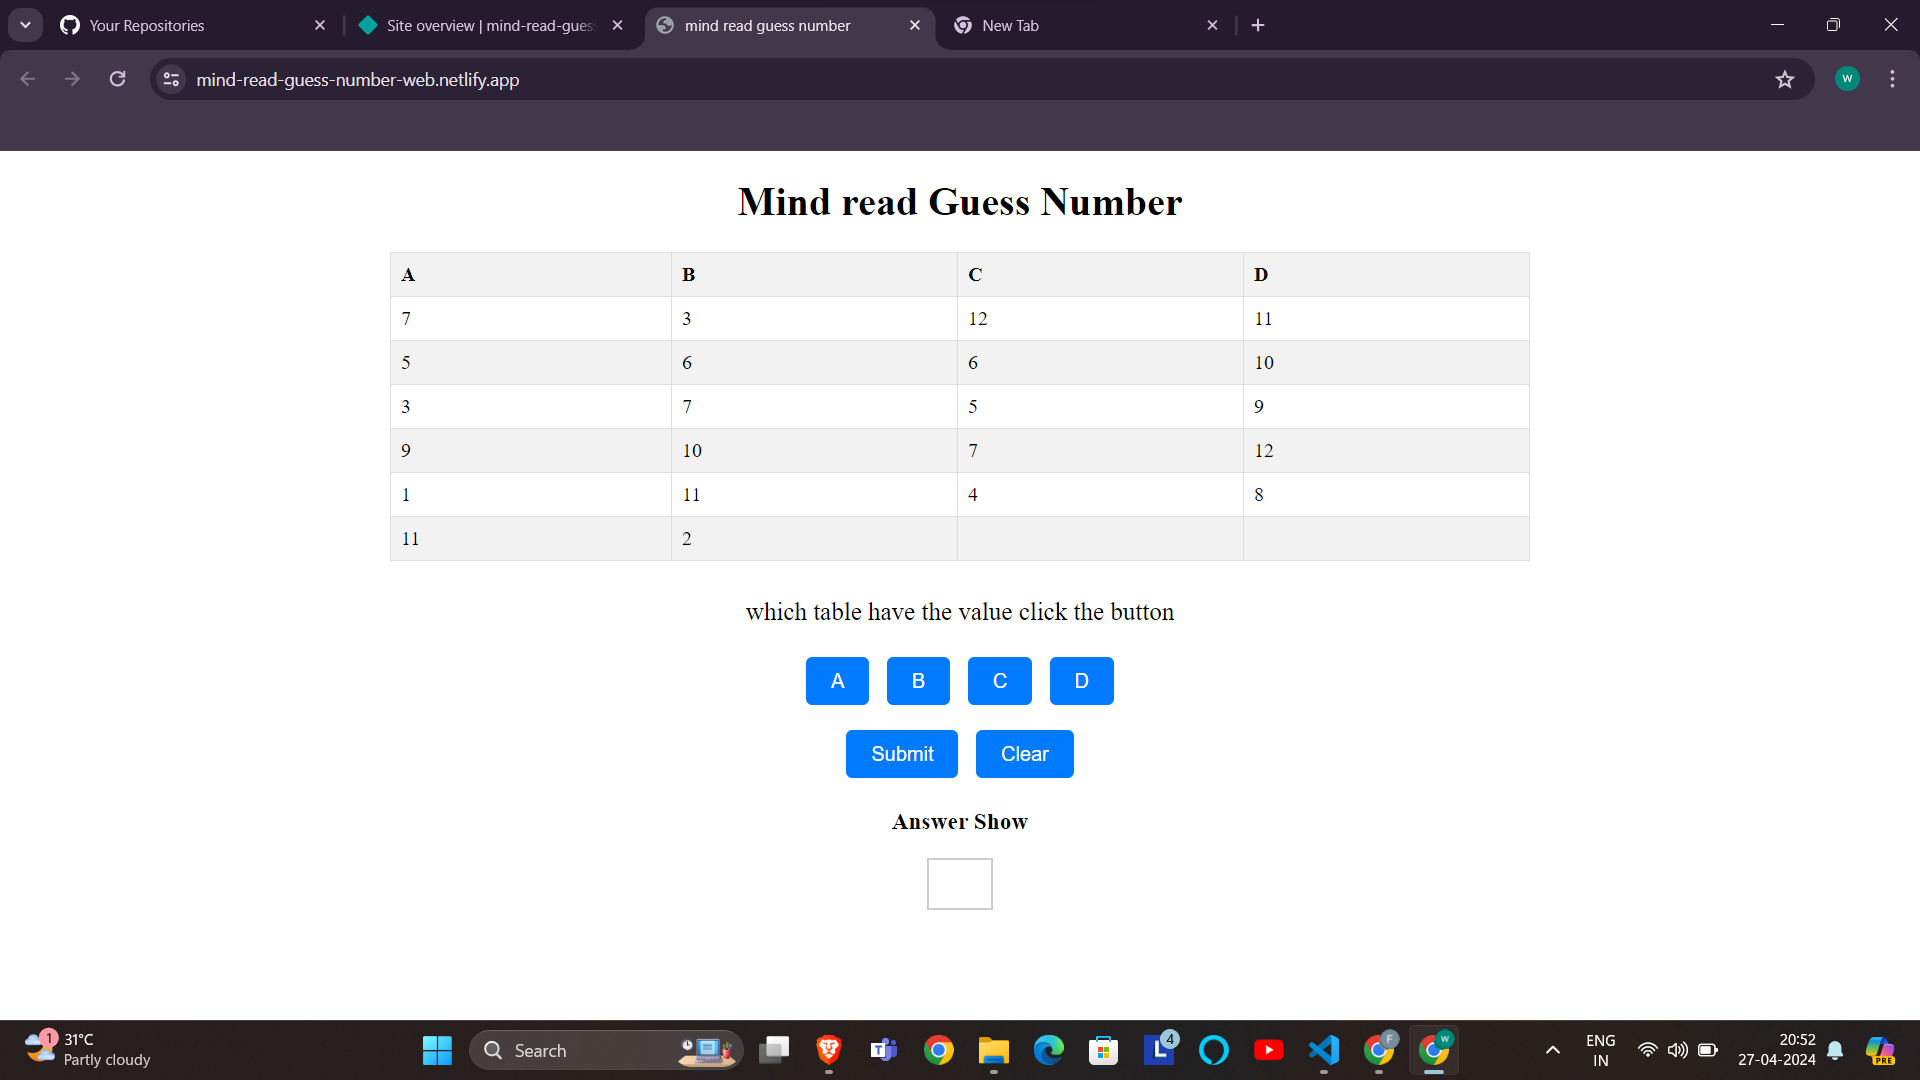 Your Repositories
Site overview | mind-read-gues
mind read guess number
New Tab
mind-read-guess-number-web.netlify.app
W
Mind read Guess Number
A B C D
7 3 12 11
5 6 6 10
3 7 5 9
9 10 7 12
1 11 4 8
11 2
which table have the value click the button
A B C D
Submit Clear
Answer Show
1 31°C
Partly cloudy
Search
T
L 4
F
W
PRE
ENG
IN
20:52
27-04-2024